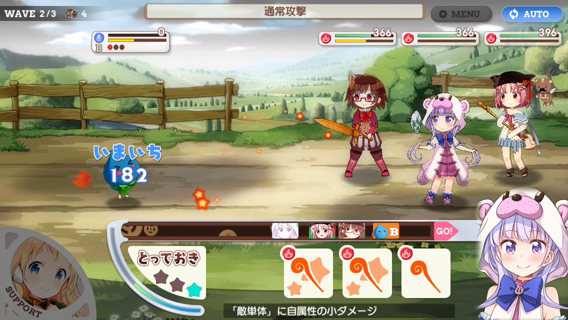 WAVE 2/3 4
通常攻撃
MENU
AUTO
0
B
366
366
396
いまいち
182
B
GO!
とっておき
SUPPORT
「敵単体」に自属性の小ダメージ